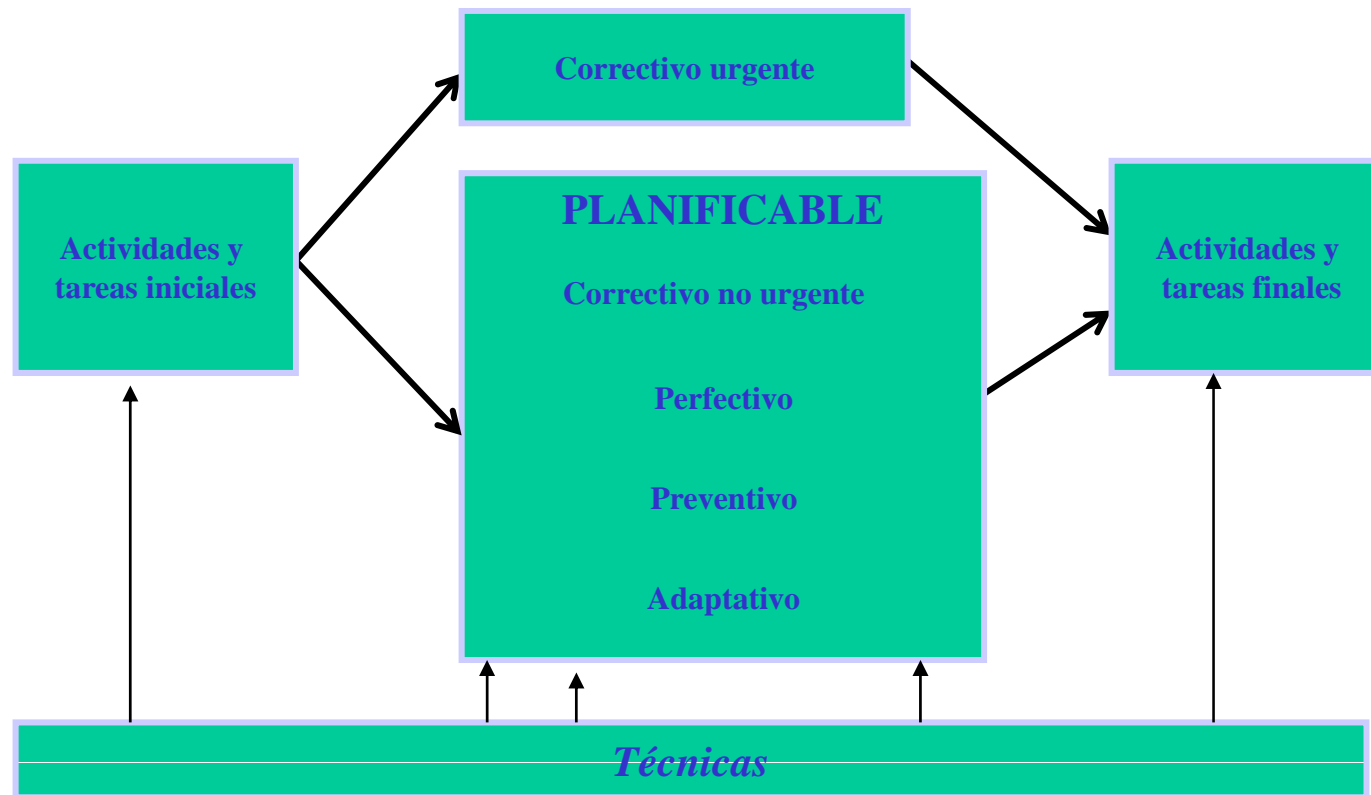 Correctivo urgente
Actividades y
tareas iniciales
PLANIFICABLE
Correctivo no urgente
Perfectivo
Preventivo
Adaptativo
Actividades y
tareas finales
Técnicas